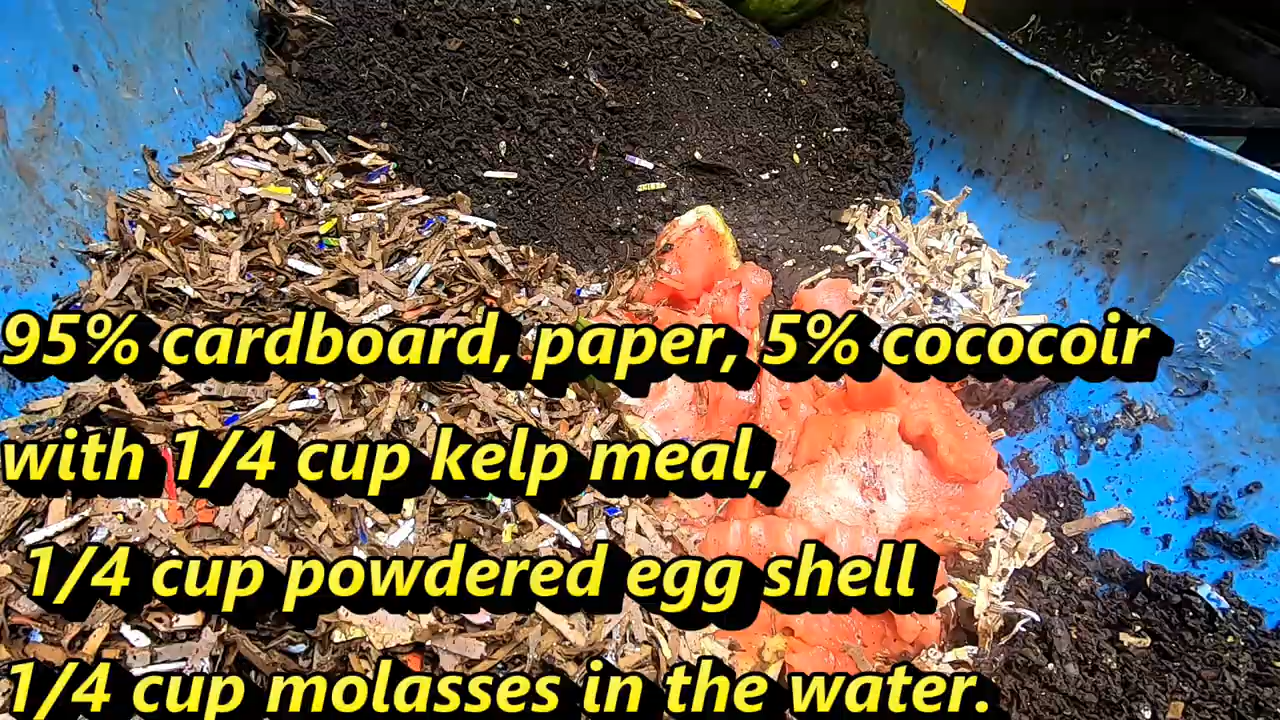 95% cardboard, paper, 5% cococoir
with 1/4 cup kelp meal,
1/4 cup powdered egg shell
1/4 cup molasses in the water.